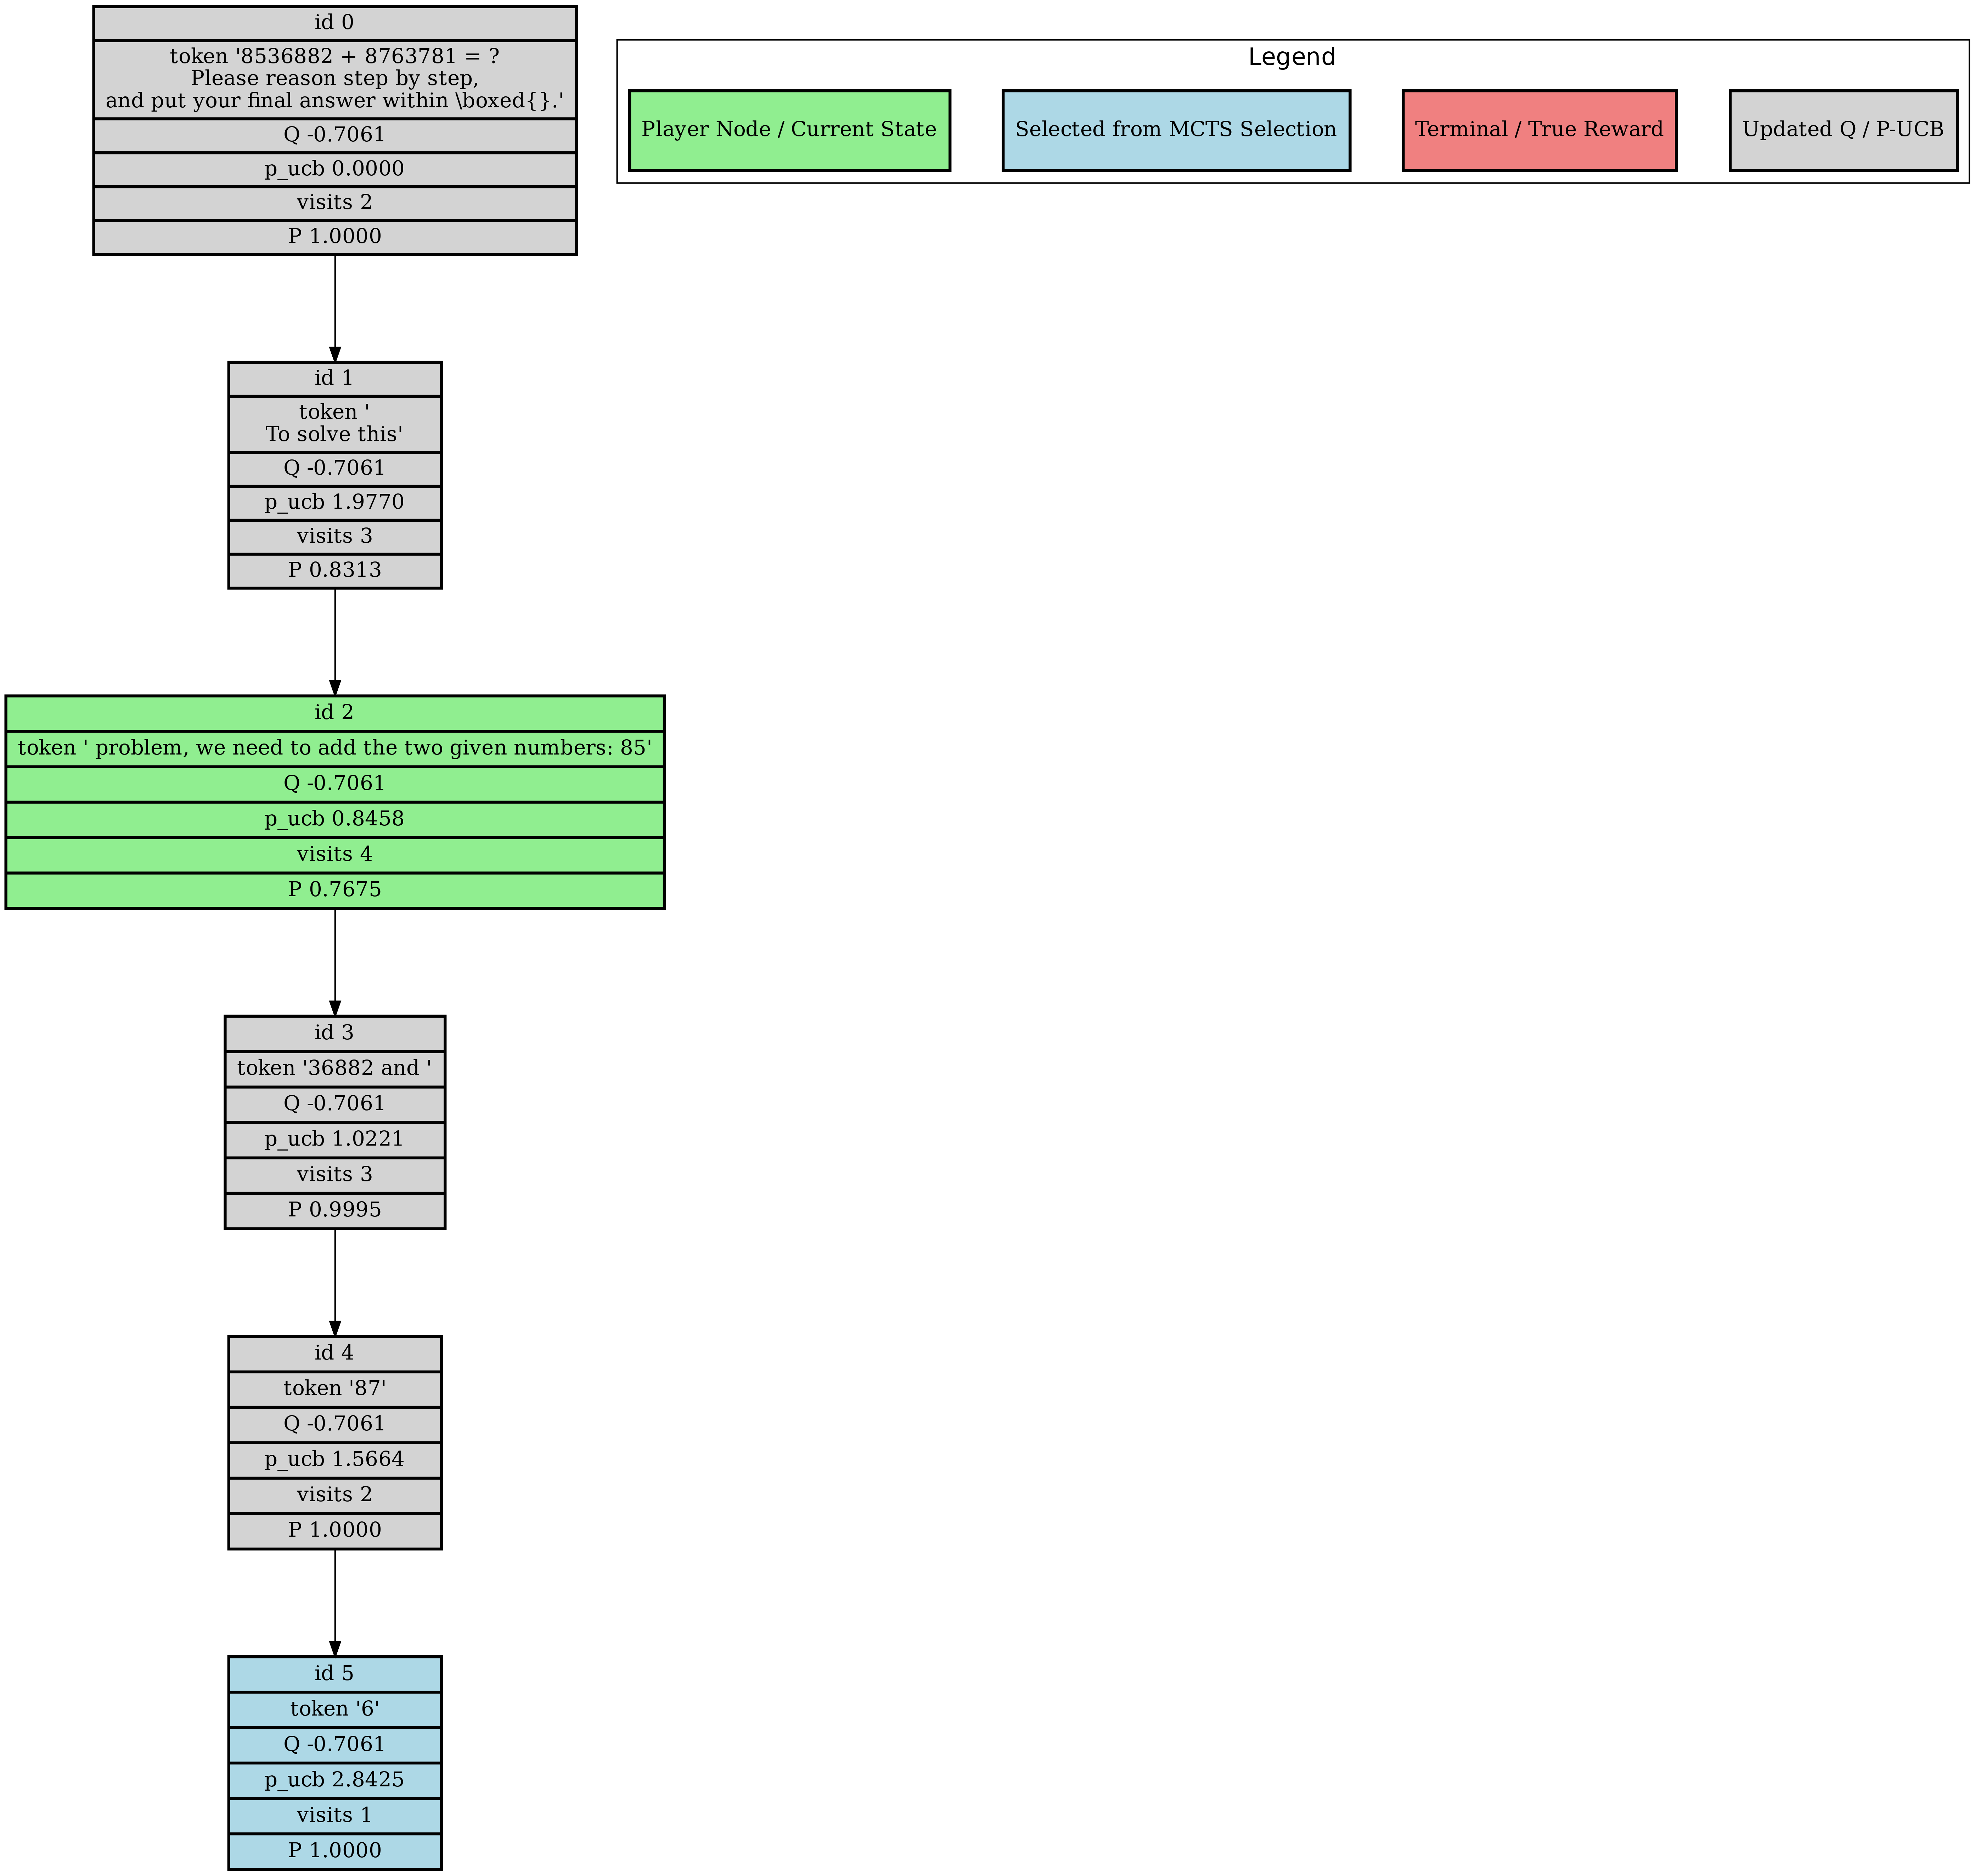 id 0
token '8536882 + 8763781 = ?
Please reason step by step,
and put your final answer within \boxed{}.'
Q -0.7061
p_ucb 0.0000
visits 2
P 1.0000
Legend
Player Node / Current State
Selected from MCTS Selection
Terminal / True Reward
Updated Q / P-UCB
id 1
token '
To solve this'
Q -0.7061
p_ucb 1.9770
visits 3
P 0.8313
id 2
token ' problem, we need to add the two given numbers: 85'
Q -0.7061
p_ucb 0.8458
visits 4
P 0.7675
id 3
token '36882 and '
Q -0.7061
p_ucb 1.0221
visits 3
P 0.9995
id 4
token '87'
Q -0.7061
p_ucb 1.5664
visits 2
P 1.0000
id 5
token '6'
Q -0.7061
p_ucb 2.8425
visits 1
P 1.0000